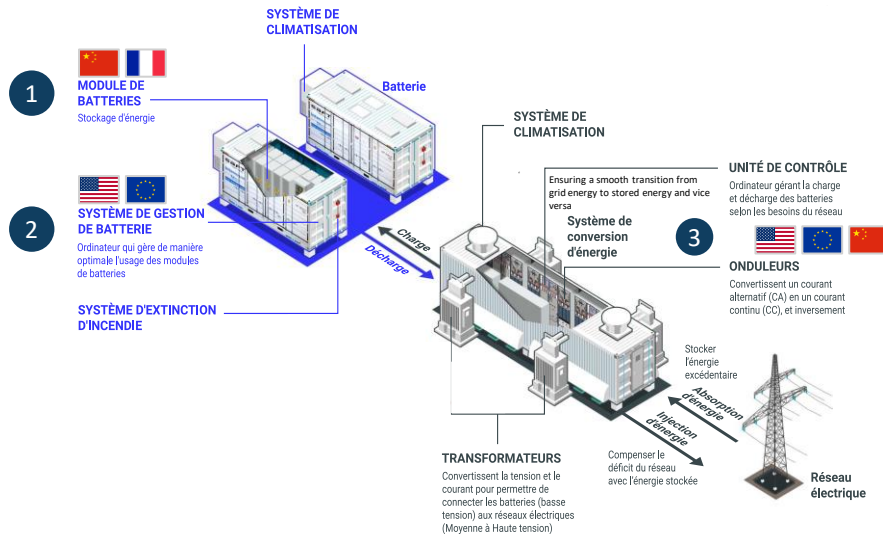 SYSTÈME DE
CLIMATISATION
1
MODULE DE
BATTERIES
Stockage d'énergie
Batterie
SYSTÈME DE
CLIMATISATION
2
SYSTÈME DE GESTION
DE BATTERIE
Ordinateur qui gère de manière
optimale l'usage des modules
de batteries
SYSTÈME D'EXTINCTION
D'INCENDIE
Charge
Décharge
Ensuring a smooth transition from
grid energy to stored energy and vice
versa
Système de
conversion
d'énergie
UNITÉ DE CONTRÔLE
Ordinateur gérant la charge
et décharge des batteries
selon les besoins du réseau
3
ONDULEURS
Convertissent un courant
alternatif (CA) en un courant
continu (CC), et inversement
Stocker
l'énergie
excédentaire
Absorption
d'énergie
Injection
d'énergie
TRANSFORMATEURS
Convertissent la tension et le
courant pour permettre de
connecter les batteries (basse
tension) aux réseaux électriques
(Moyenne à Haute tension)
Compenser le
déficit du réseau
avec l'énergie stockée
Réseau
électrique